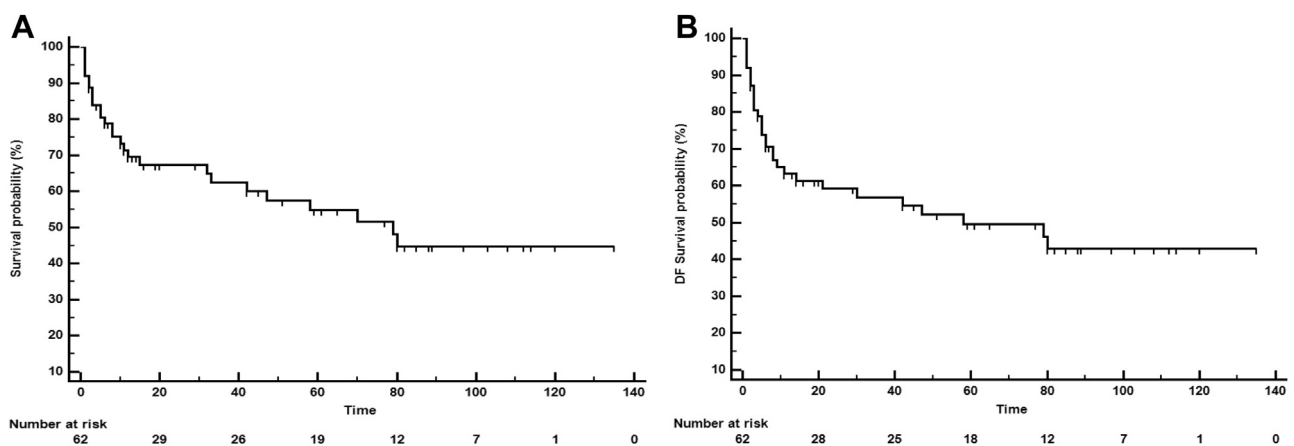 A
Survival probability (%)
100
90
80
70
60
50
40
30
20
10
0 20 40 60 80 100 120 140
Time
Number at risk
62 29 26 19 12 7 1 0
B
DF Survival probability (%)
100
90
80
70
60
50
40
30
20
10
0 20 40 60 80 100 120 140
Time
Number at risk
62 28 25 18 12 7 1 0